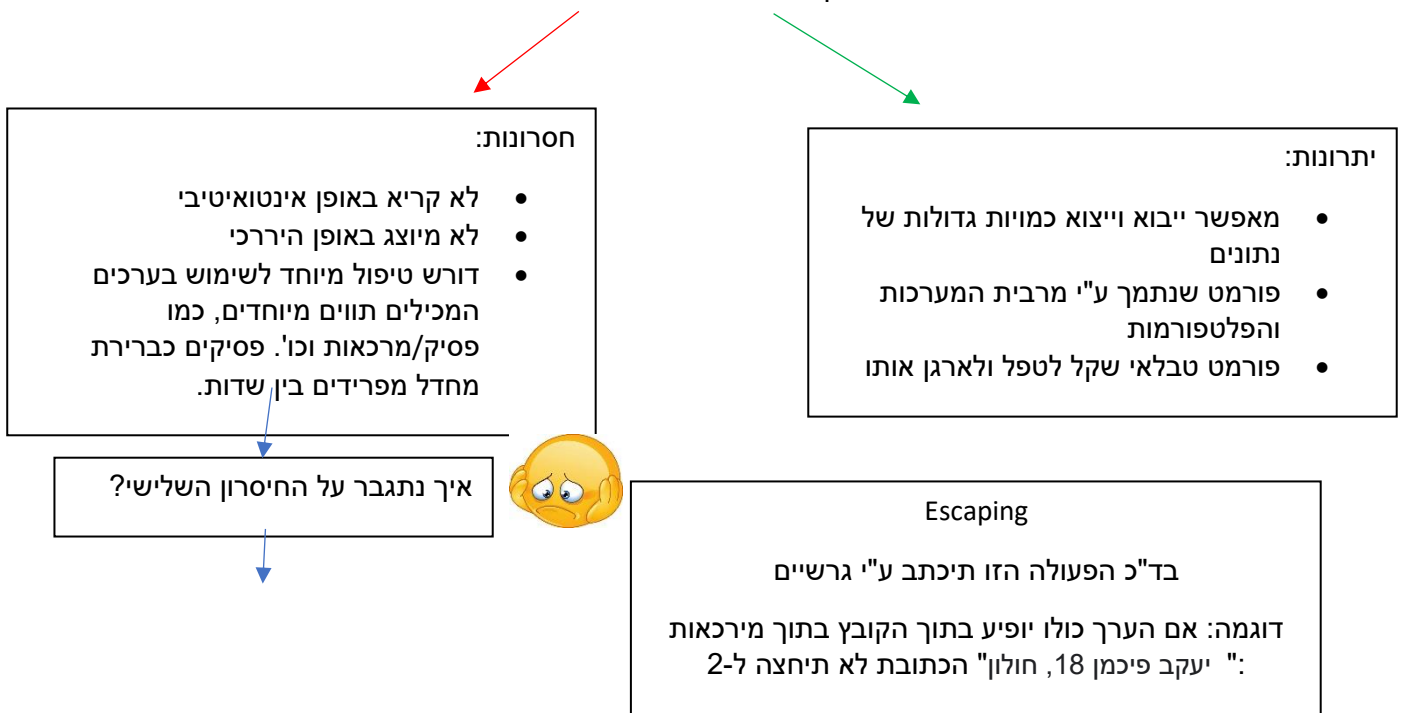 יתרונות:
• מאפשר ייבוא וייצוא כמויות גדולות של
נתונים
• פורמט שנתמך ע"י מרבית המערכות
והפלטפורמות
• פורמט טבלאי שקל לטפל ולארגן אותו
חסרונות:
• לא קריא באופן אינטואיטיבי
• לא מיוצג באופן היררכי
• דורש טיפול מיוחד לשימוש בערכים
המכילים תווים מיוחדים, כמו
פסיק/מרכאות וכו'. פסיקים כברירת
מחדל מפרידים בין שדות.
איך נתגבר על החיסרון השלישי?
Escaping
בד"כ הפעולה הזו תיכתב ע"י גרשיים
דוגמה: אם הערך כולו יופיע בתוך הקובץ בתוך מירכאות
:" יעקב פיכמן 18, חולון" הכתובת לא תיחצה ל-2